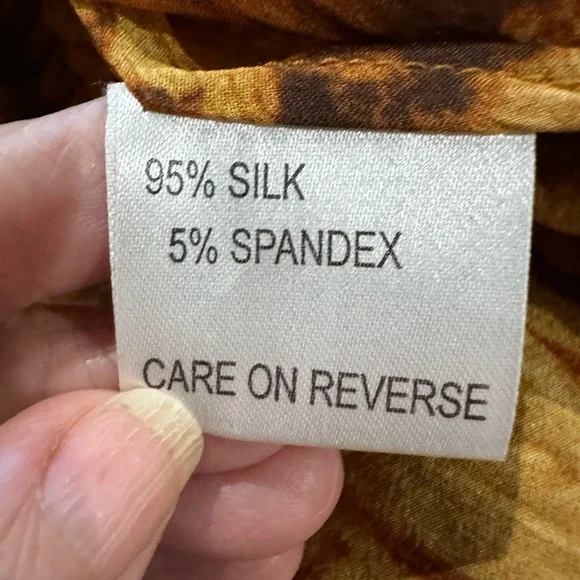 95% SILK
5% SPANDEX
CARE ON REVERSE